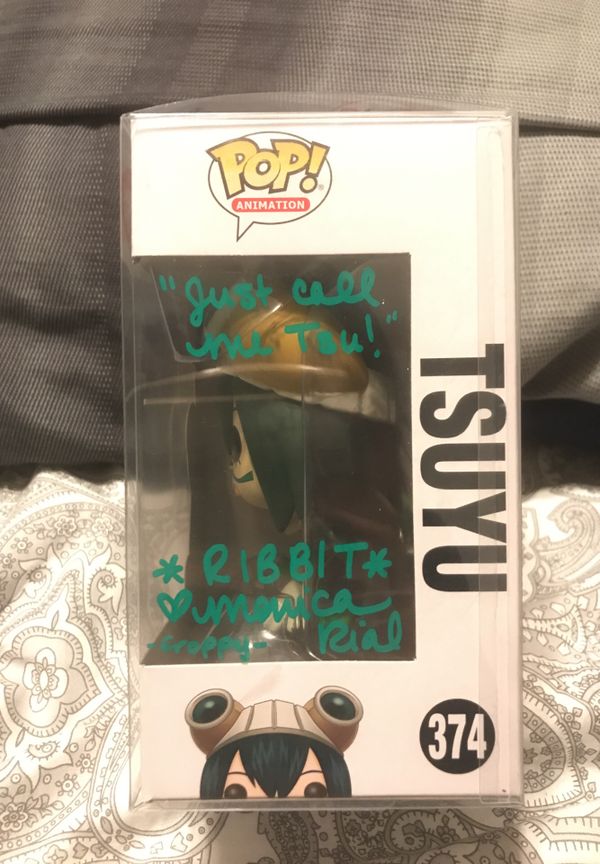 POP!
ANIMATION
"Just call
me Tsu!"
TSUYU
* RIBBIT *
♡ monica
-froppy- Rial
374